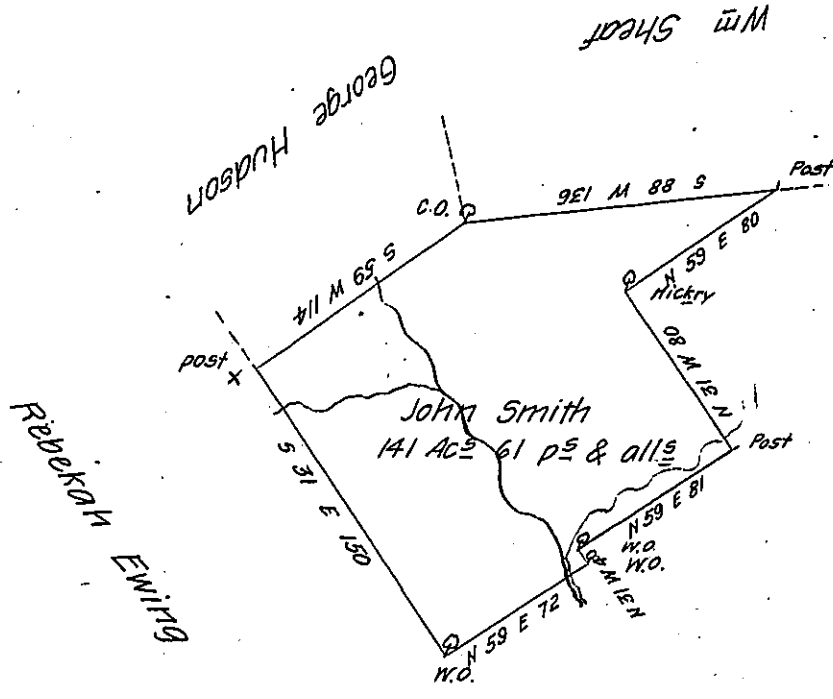 Wm Sheaf
George Hudson
Post
S 88 W 136
C.O.
N 59 E 80
Hickry
S 59 W 114
post
N 31 W 80
Rebekah Ewing
John Smith
141 Acs 61 ps & alls
Post
S 31 E 150
N 59 E 81
W.O.
W.O.
N 31 W
N 59 E 72
W.O.